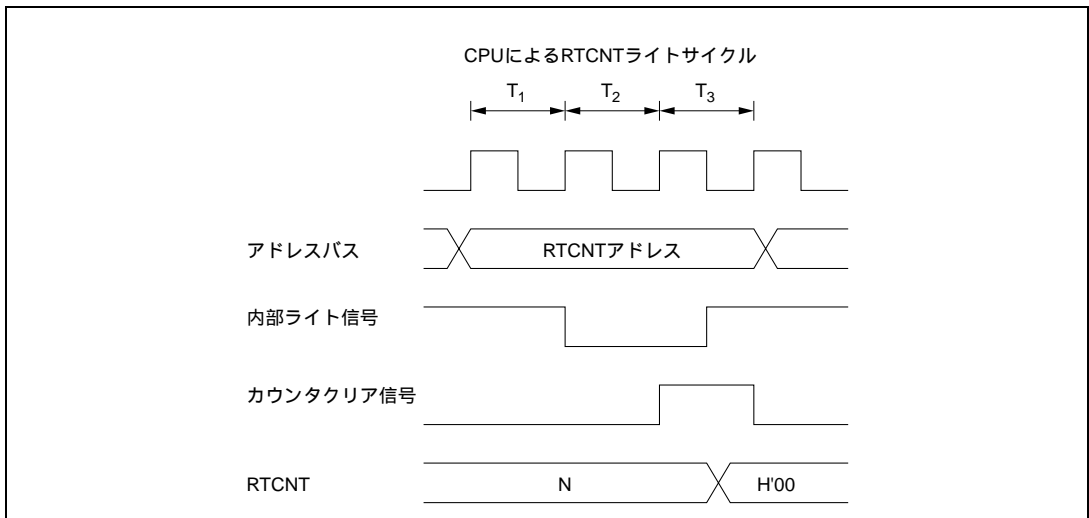 CPUによるRTCNTライトサイクル
T1 T2 T3
アドレスバス RTCNTアドレス
内部ライト信号
カウンタクリア信号
RTCNT N H'00